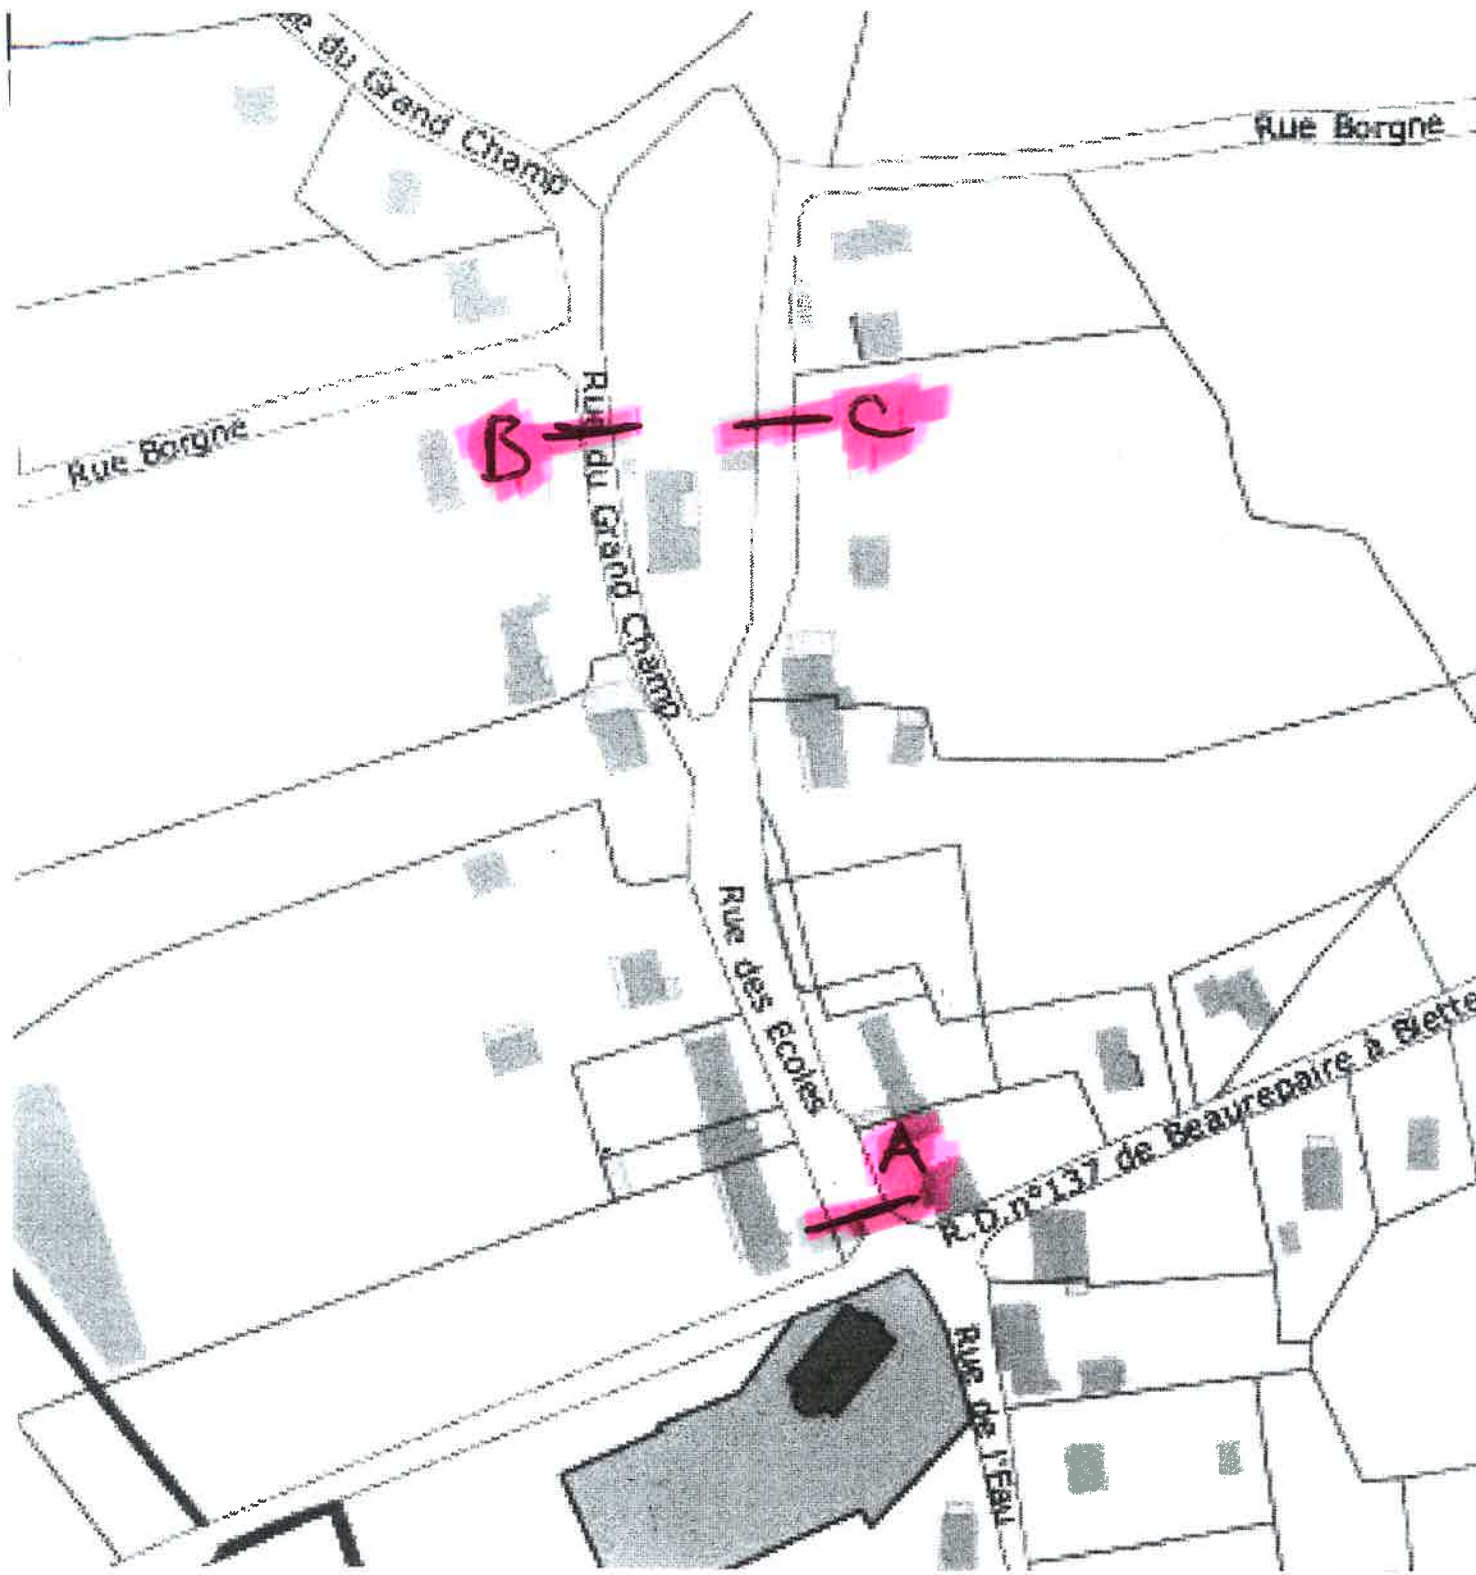 du Grand Champ
Rue Borgne
Rue Borgne
B
Rue du Grand Champ
C
Rue des Ecoles
A
R.D.n°137 de Beaurepaire à Blette
Rue de l'Eau